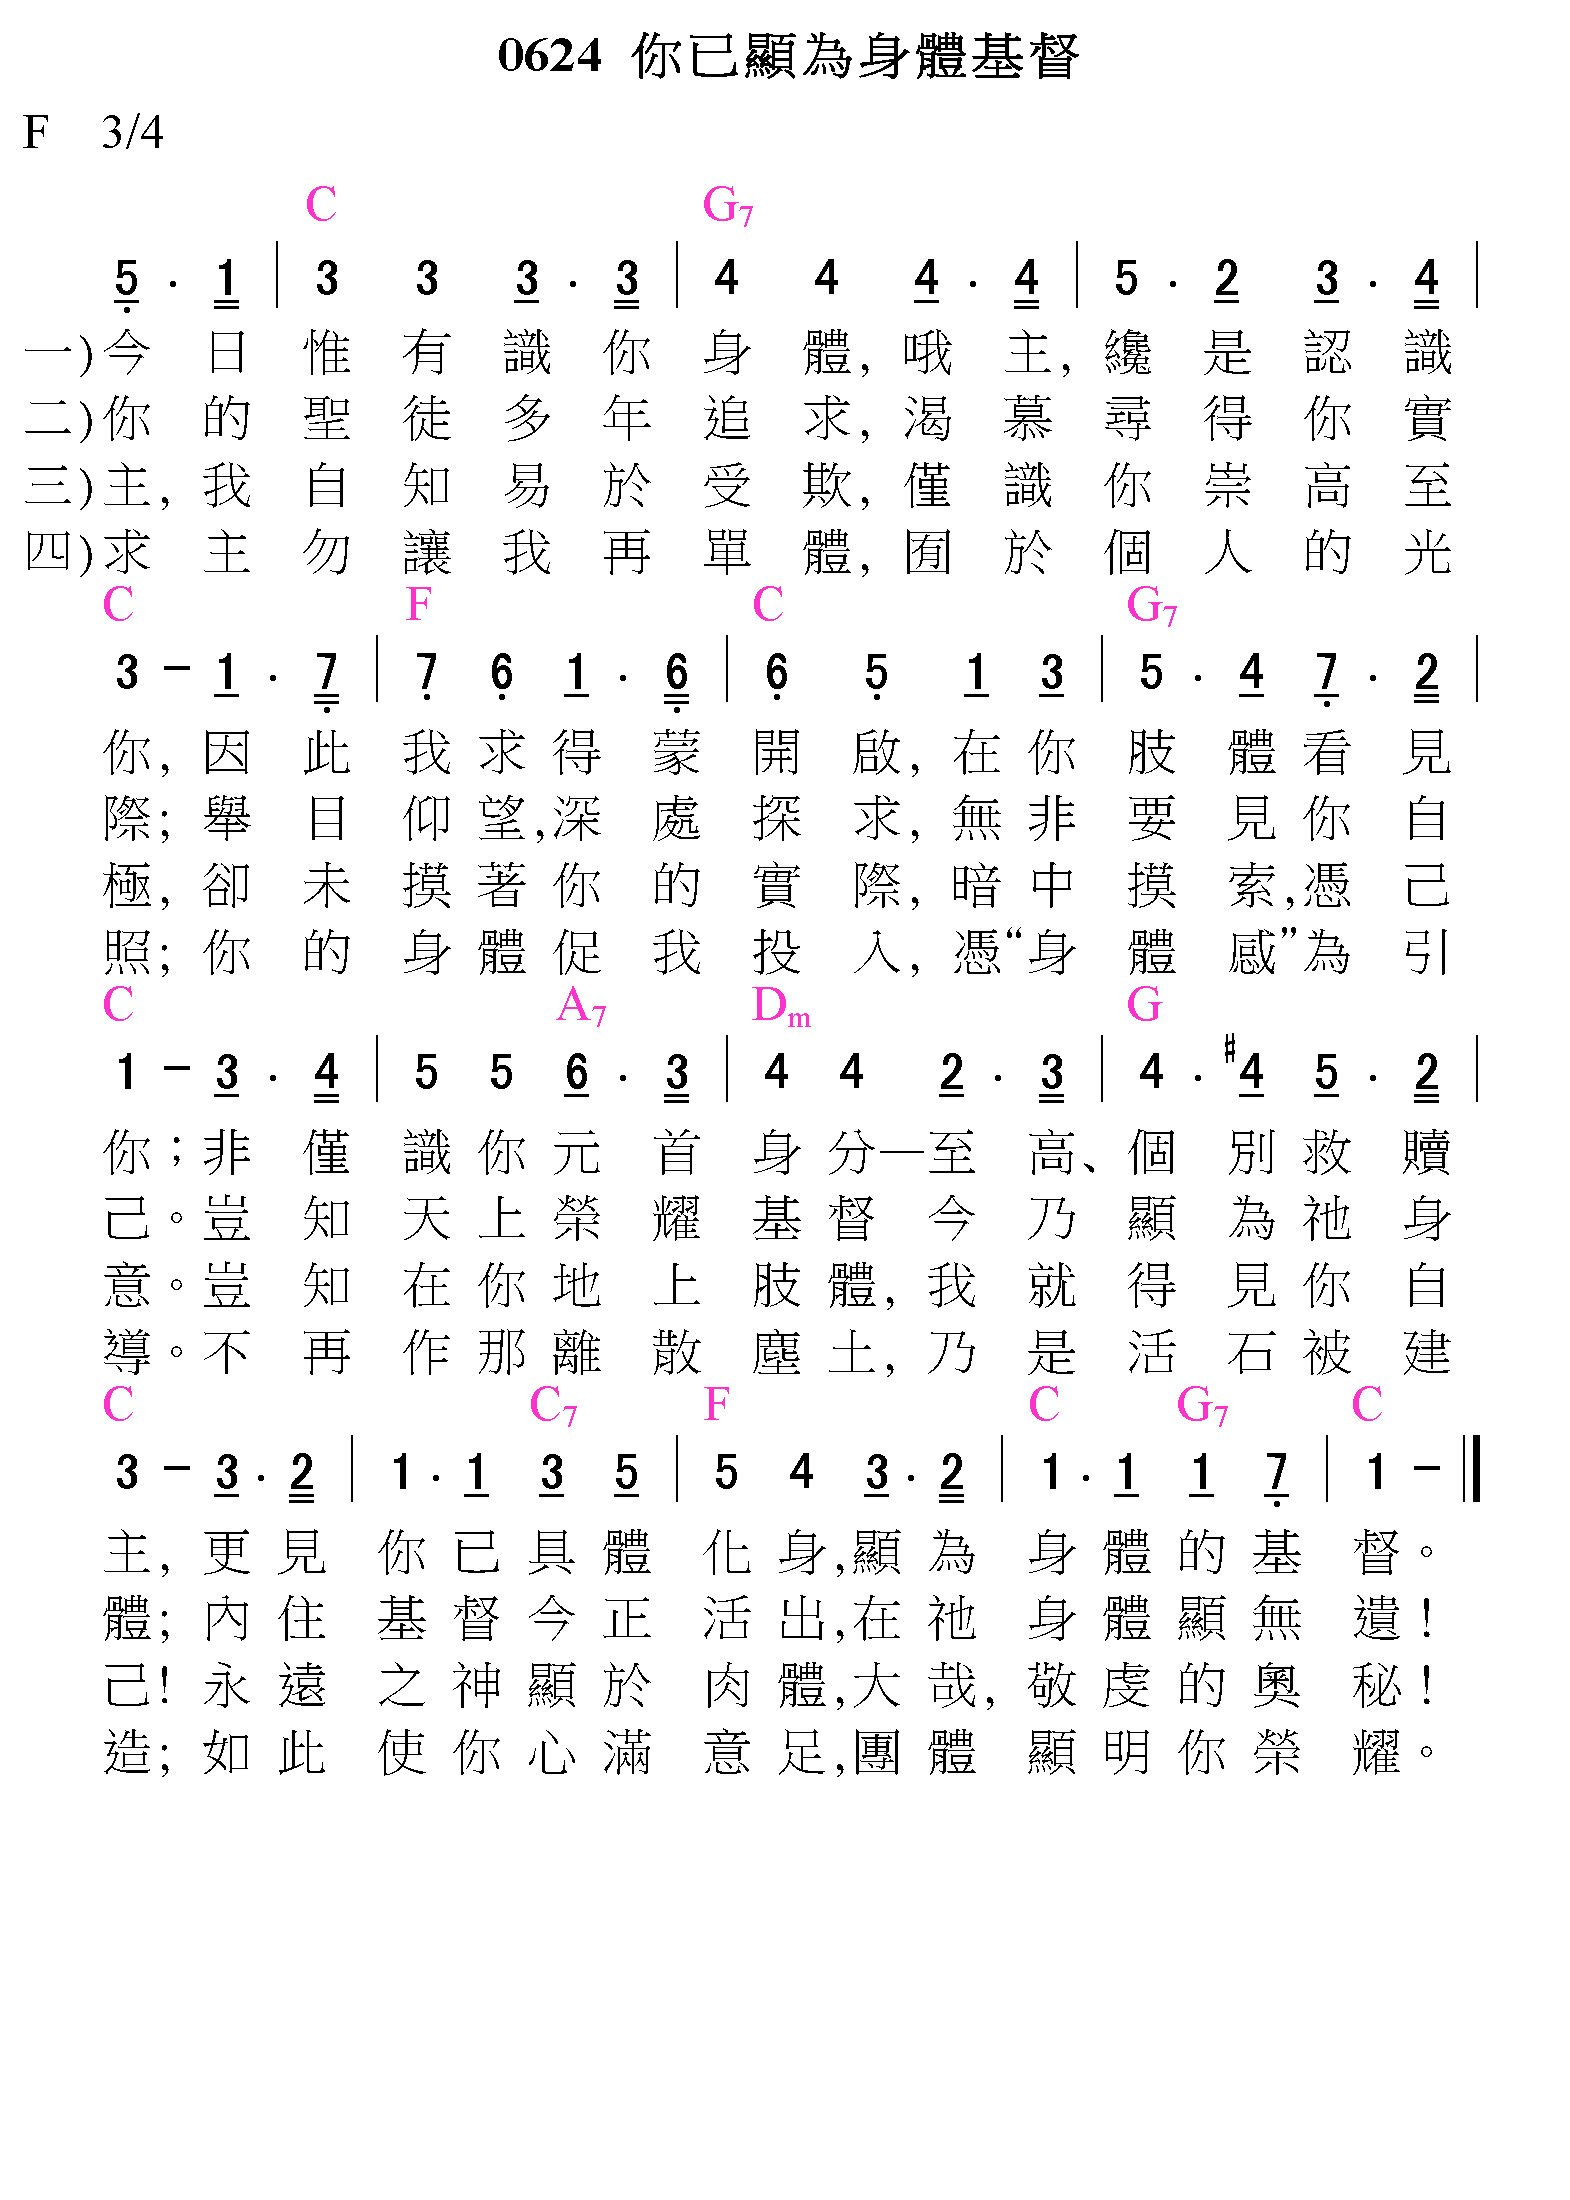 0624 你已顯為身體基督
F 3/4
C G7
5 . 1 | 3 3 3 . 3 | 4 4 4 . 4 | 5 . 2 3 . 4 |
一)今日惟有識你身體,哦主,纔是認識
二)你的聖徒多年追求,渴慕尋得你實
三)主,我自知易於受欺,僅識你崇高至
四)求主勿讓我再單體,囿於個人的光
C F C G7
3 - 1 . 7 | 7 6 1 . 6 | 6 5 1 3 | 5 . 4 7 . 2 |
你,因此我求得蒙開啟,在你肢體看見
際;舉目仰望,深處探求,無非要見你自
極,卻未摸著你的實際,暗中摸索,憑己
照;你的身體促我投入,憑“身體感”為引
C A7 Dm G
1 - 3 . 4 | 5 5 6 . 3 | 4 4 2 . 3 | 4 . #4 5 . 2 |
你；非僅識你元首身分—至高、個別救贖
己。豈知天上榮耀基督今乃顯為祂身
意。豈知在你地上肢體,我就得見你自
導。不再作那離散塵土,乃是活石被建
C C7 F C G7 C
3 - 3 . 2 | 1 . 1 3 5 | 5 4 3 . 2 | 1 . 1 1 7 | 1 - ‖
主,更見你已具體化身,顯為身體的基督。
體;內住基督今正活出,在祂身體顯無遺!
己!永遠之神顯於肉體,大哉,敬虔的奧秘!
造;如此使你心滿意足,團體顯明你榮耀。